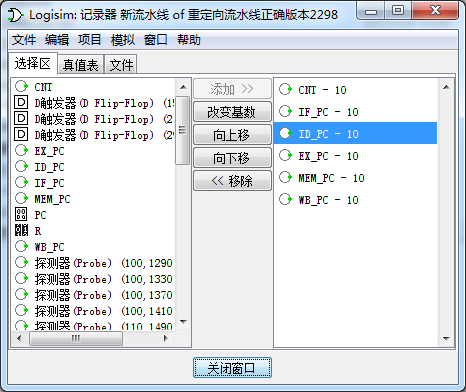 Logisim: 记录器 新流水线 of 重定向流水线正确版本2298
文件 编辑 项目 模拟 窗口 帮助
选择区 真值表 文件
CNT
D触发器(D Flip-Flop) (15
D触发器(D Flip-Flop) (2
D触发器(D Flip-Flop) (29
EX_PC
ID_PC
IF_PC
MEM_PC
PC
R
WB_PC
探测器(Probe) (100,1290
探测器(Probe) (100,1330
探测器(Probe) (100,1370
探测器(Probe) (100,1410
探测器(Probe) (110,1490
添加 >>
改变基数
向上移
向下移
<< 移除
CNT - 10
IF_PC - 10
ID_PC - 10
EX_PC - 10
MEM_PC - 10
WB_PC - 10
关闭窗口